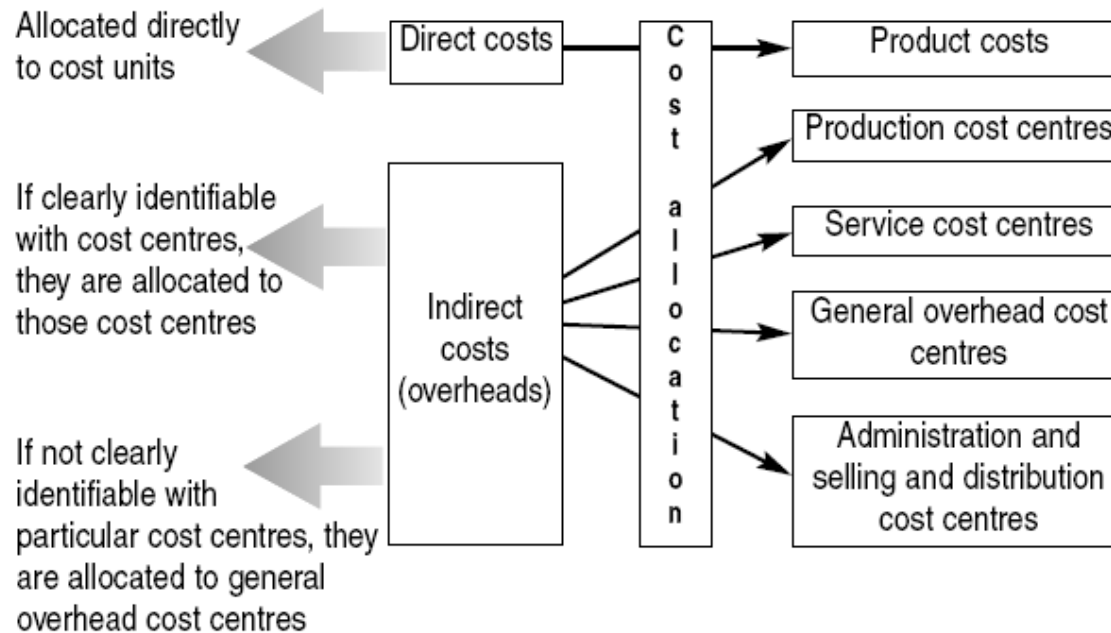 Allocated directly
to cost units
Direct costs
Cost allocation
Product costs
Production cost centres
If clearly identifiable
with cost centres,
they are allocated to
those cost centres
Service cost centres
Indirect
costs
(overheads)
General overhead cost
centres
If not clearly
identifiable with
particular cost centres, they
are allocated to general
overhead cost centres
Administration and
selling and distribution
cost centres